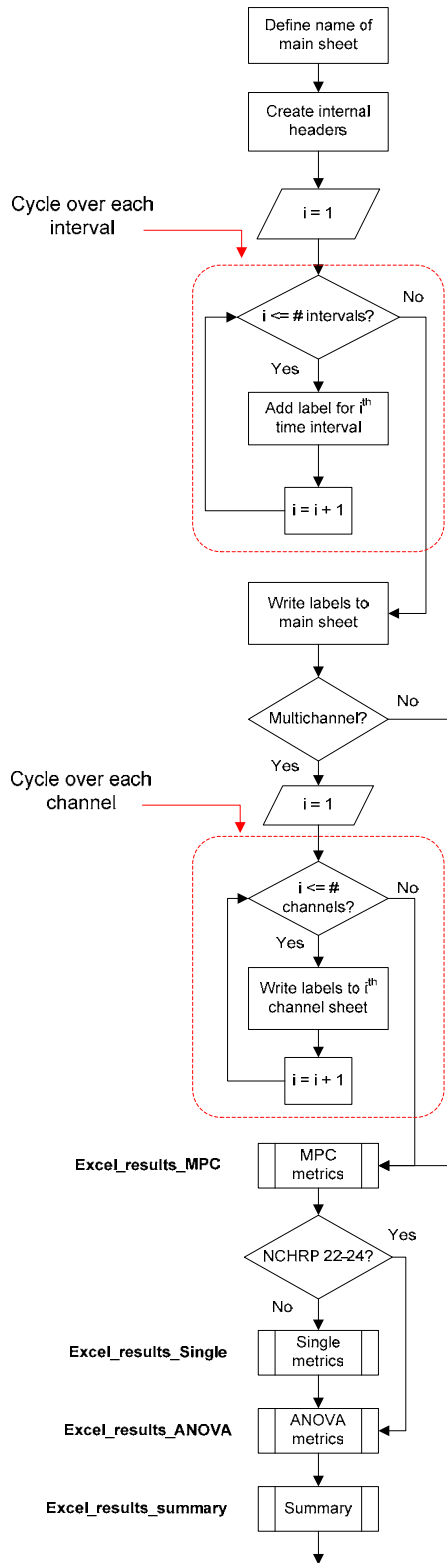 Define name of
main sheet
Create internal
headers
i = 1
Cycle over each
interval
i <= # intervals?
No
Yes
Add label for ith
time interval
i = i + 1
Write labels to
main sheet
Multichannel?
No
Yes
Cycle over each
channel
i = 1
i <= #
channels?
No
Yes
Write labels to ith
channel sheet
i = i + 1
Excel_results_MPC
MPC
metrics
NCHRP 22–24?
Yes
No
Excel_results_Single
Single
metrics
Excel_results_ANOVA
ANOVA
metrics
Excel_results_summary
Summary